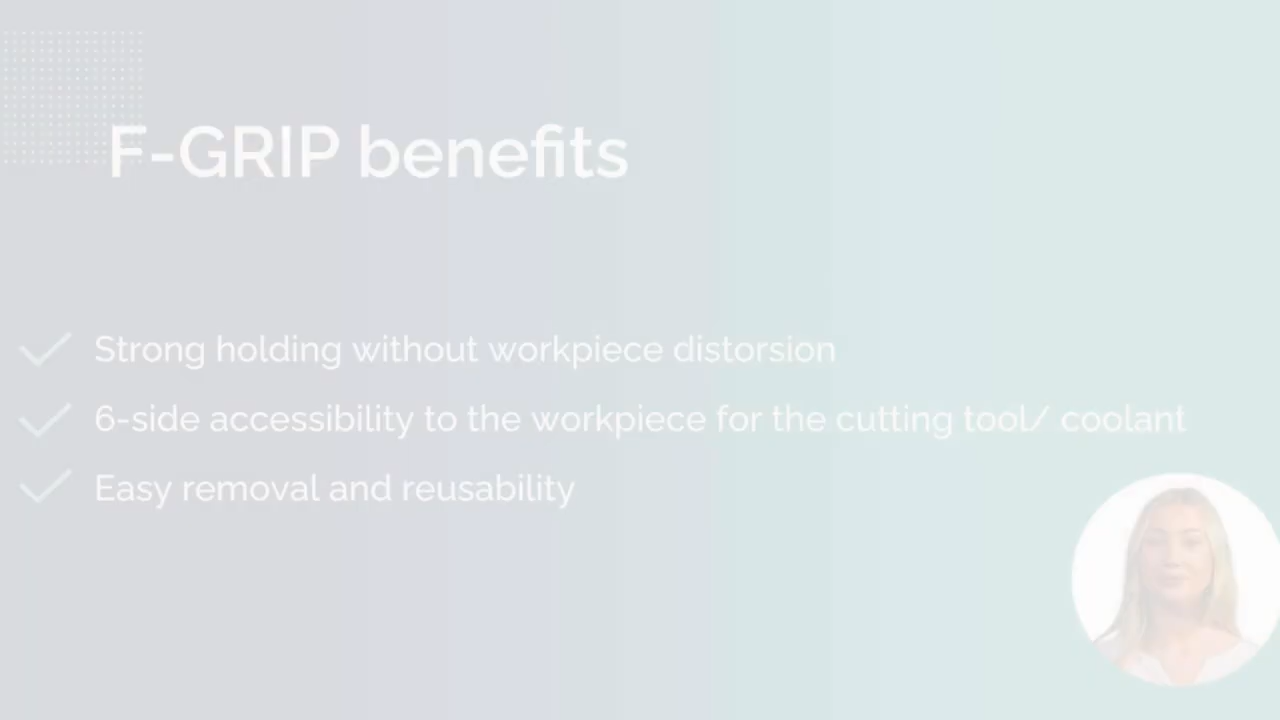 F-GRIP benefits
Strong holding without workpiece distorsion
6-side accessibility to the workpiece for the cutting tool/ coolant
Easy removal and reusability